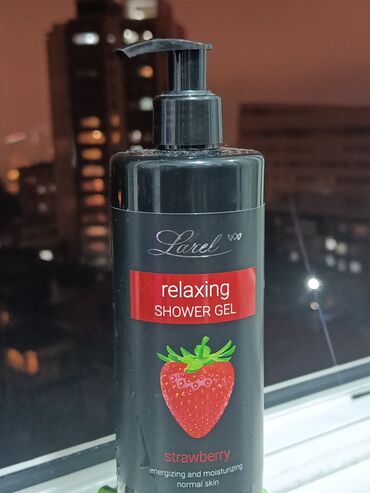 Larel
relaxing
SHOWER GEL
strawberry
energizing and moisturizing
normal skin